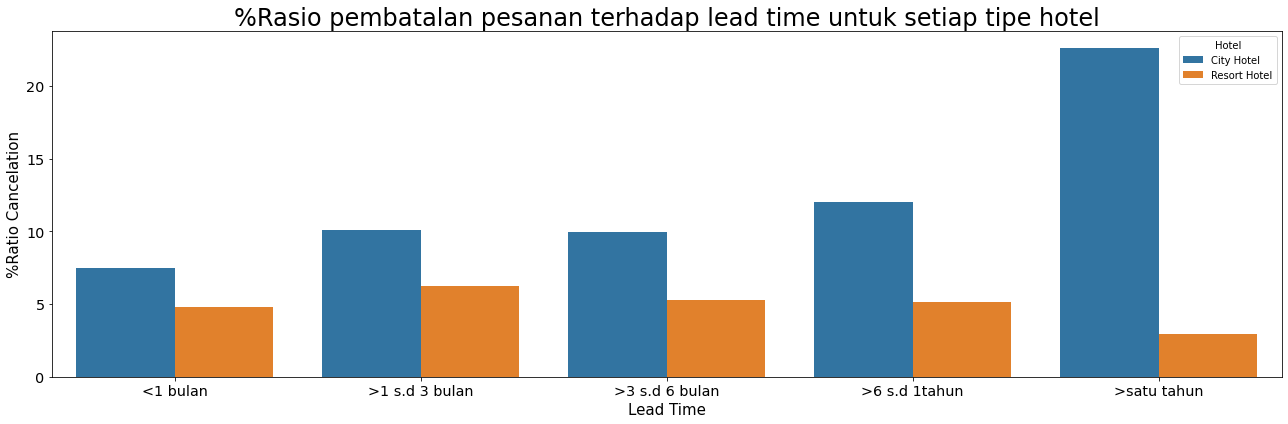 %Rasio pembatalan pesanan terhadap lead time untuk setiap tipe hotel
Hotel
City Hotel
Resort Hotel
%Ratio Cancelation
20
15
10
5
0
<1 bulan
>1 s.d 3 bulan
>3 s.d 6 bulan
>6 s.d 1tahun
>satu tahun
Lead Time